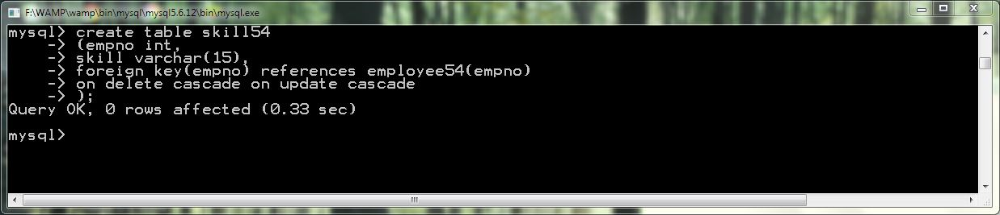 F:\WAMP\wamp\bin\mysql\mysql5.6.12\bin\mysql.exe
mysql> create table skill54
    -> (empno int,
    -> skill varchar(15),
    -> foreign key(empno) references employee54(empno)
    -> on delete cascade on update cascade
    -> );
Query OK, 0 rows affected (0.33 sec)
mysql>